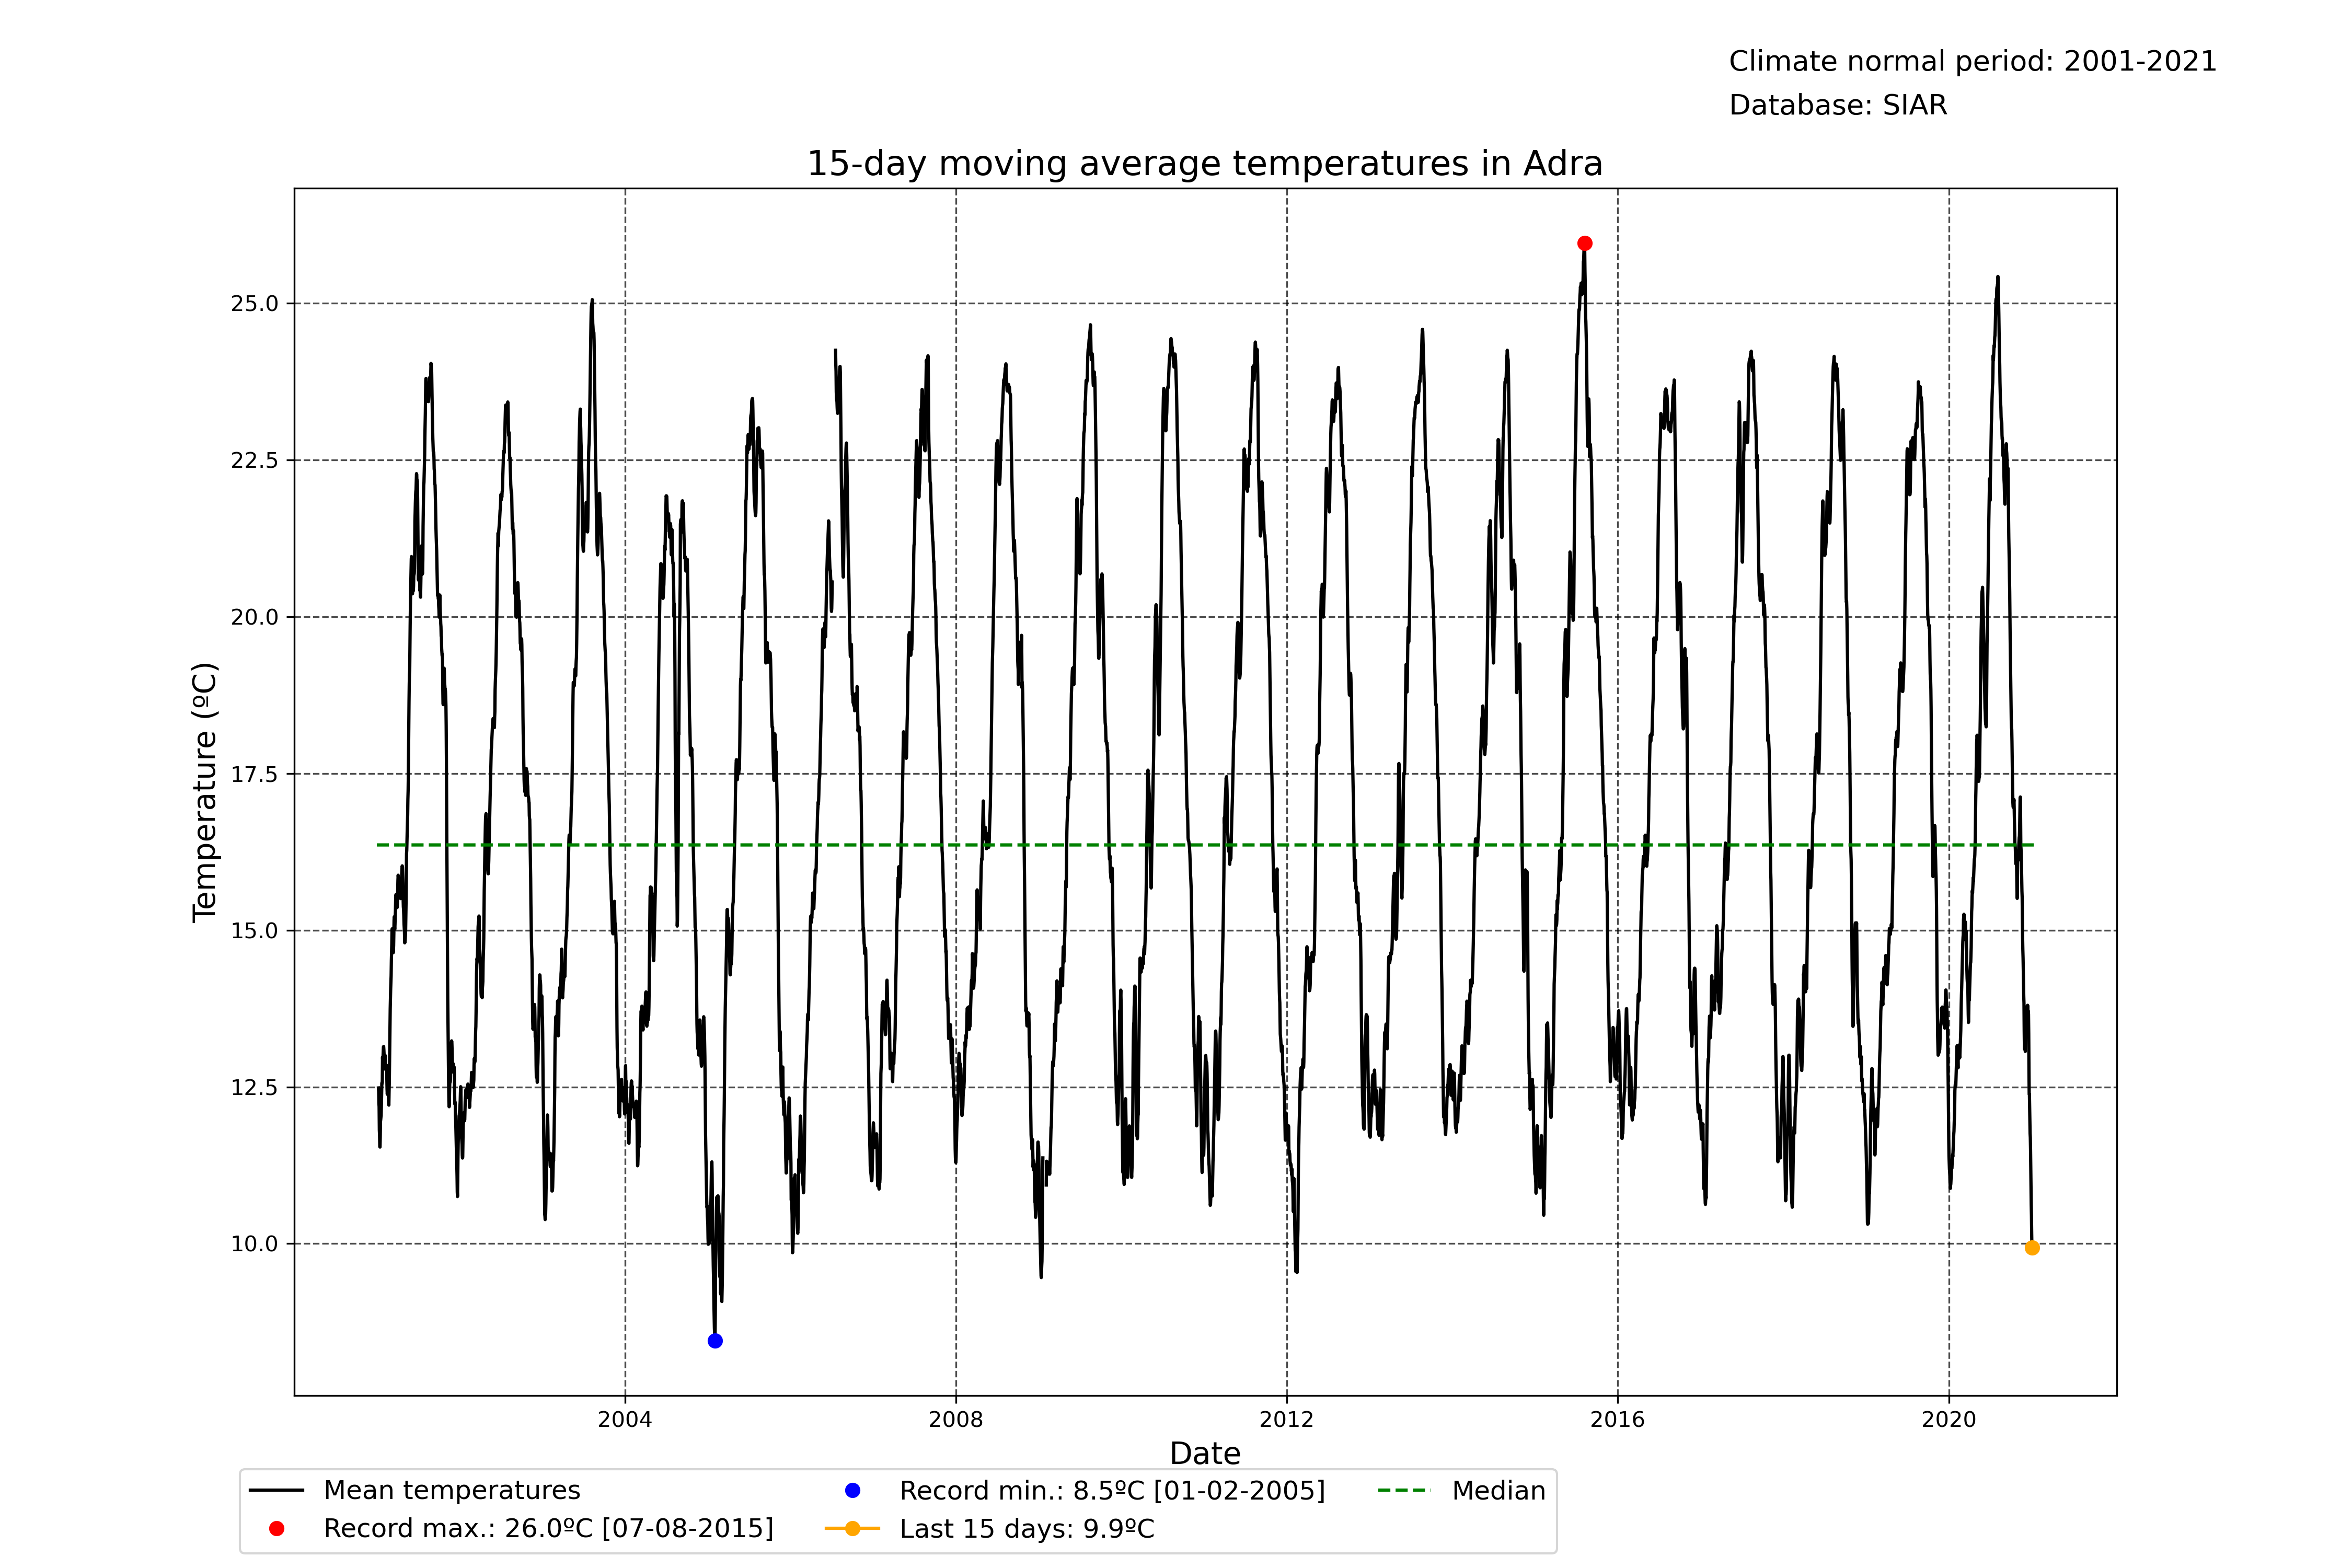 Climate normal period: 2001-2021
Database: SIAR
15-day moving average temperatures in Adra
Temperature (ºC)
25.0
22.5
20.0
17.5
15.0
12.5
10.0
2004
2008
2012
2016
2020
Date
Mean temperatures
Record max.: 26.0ºC [07-08-2015]
Record min.: 8.5ºC [01-02-2005]
Last 15 days: 9.9ºC
Median